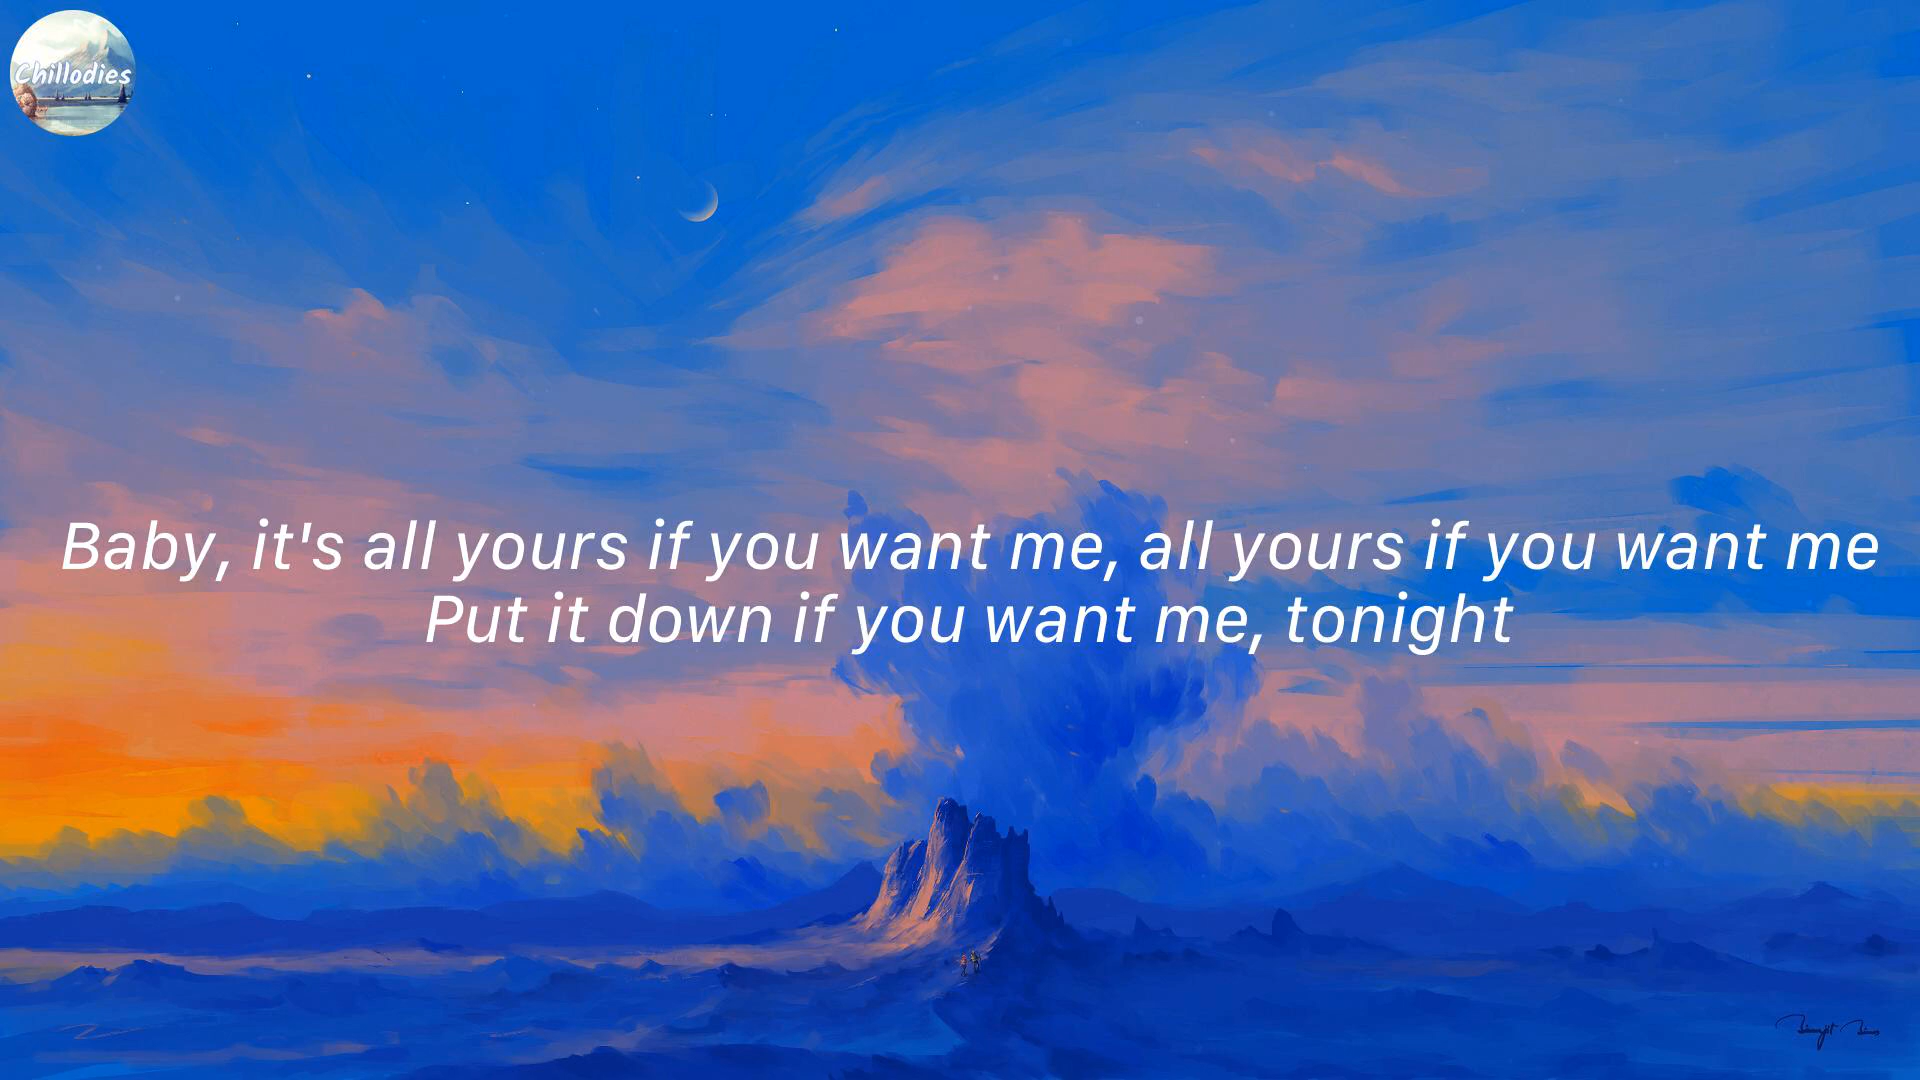 Chillodies
Baby, it's all yours if you want me, all yours if you want me
Put it down if you want me, tonight